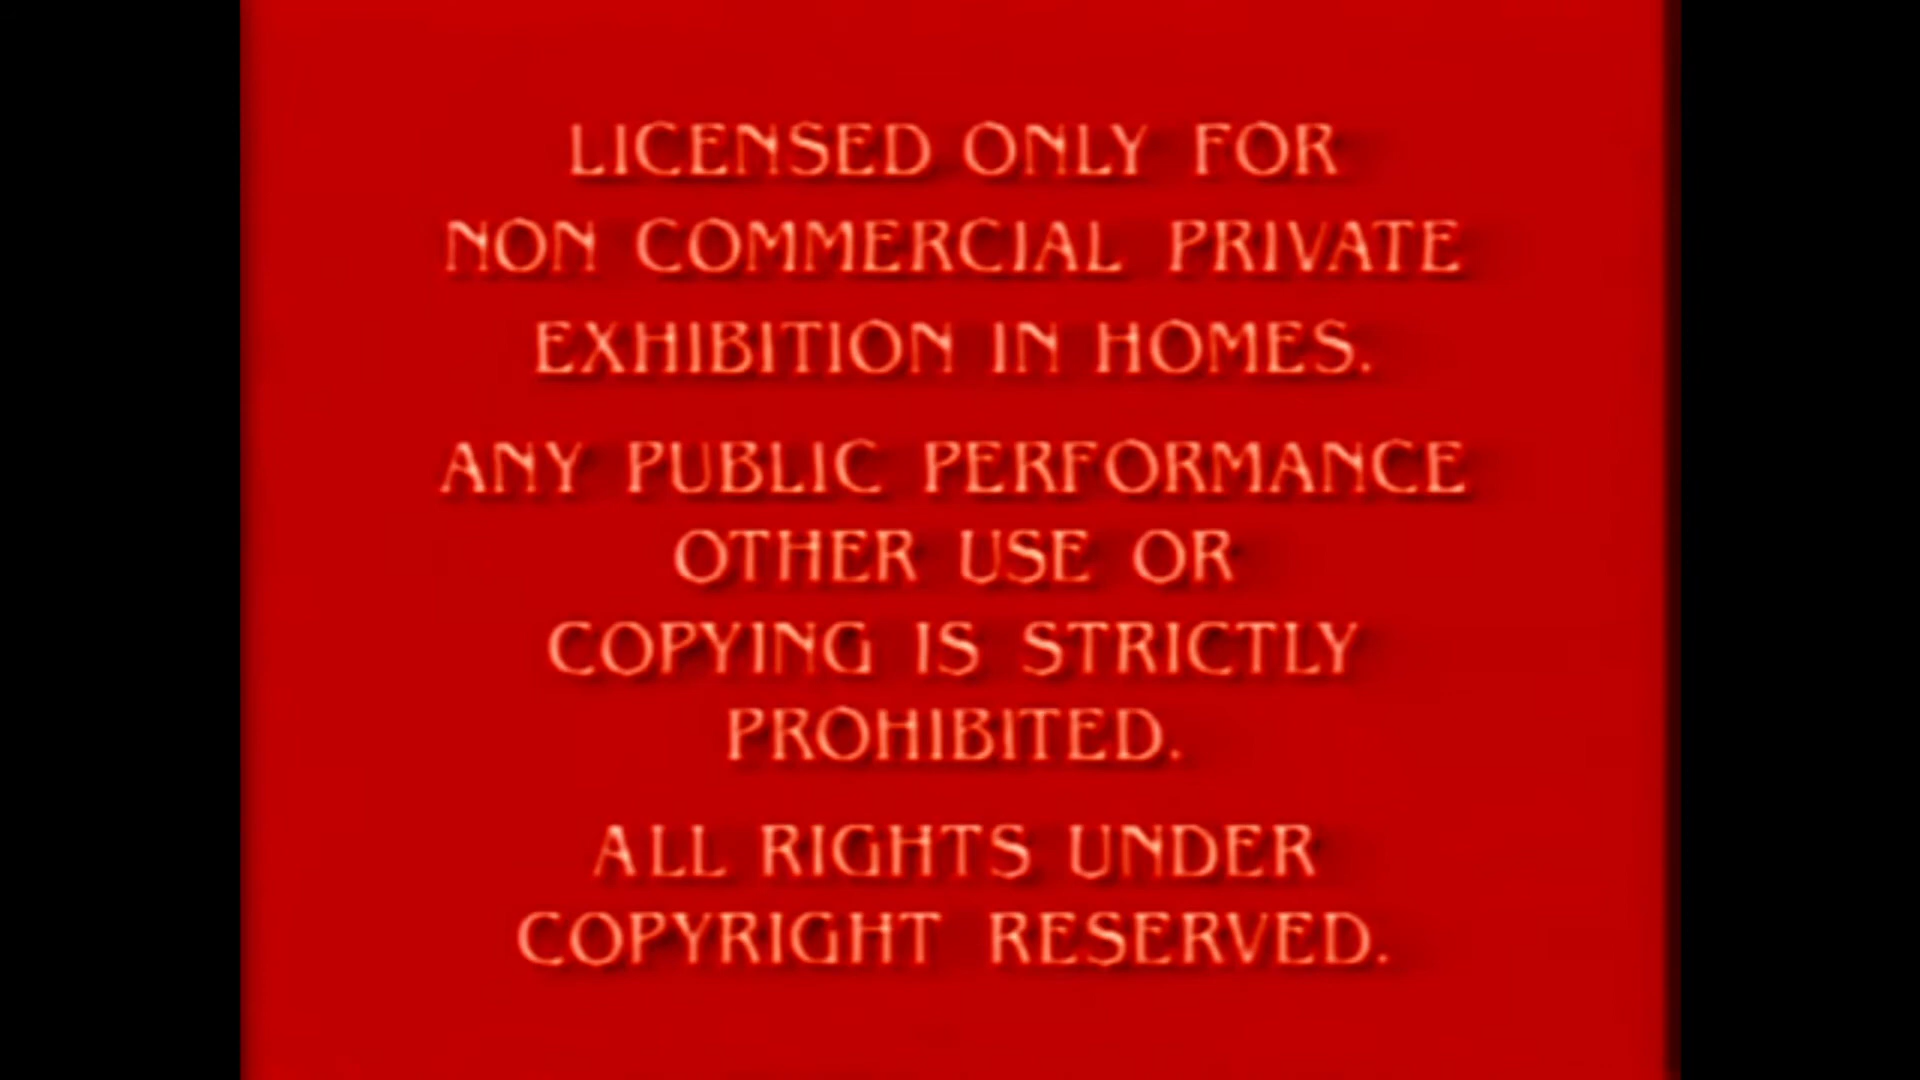 LICENSED ONLY FOR
NON COMMERCIAL PRIVATE
EXHIBITION IN HOMES.
ANY PUBLIC PERFORMANCE
OTHER USE OR
COPYING IS STRICTLY
PROHIBITED.
ALL RIGHTS UNDER
COPYRIGHT RESERVED.